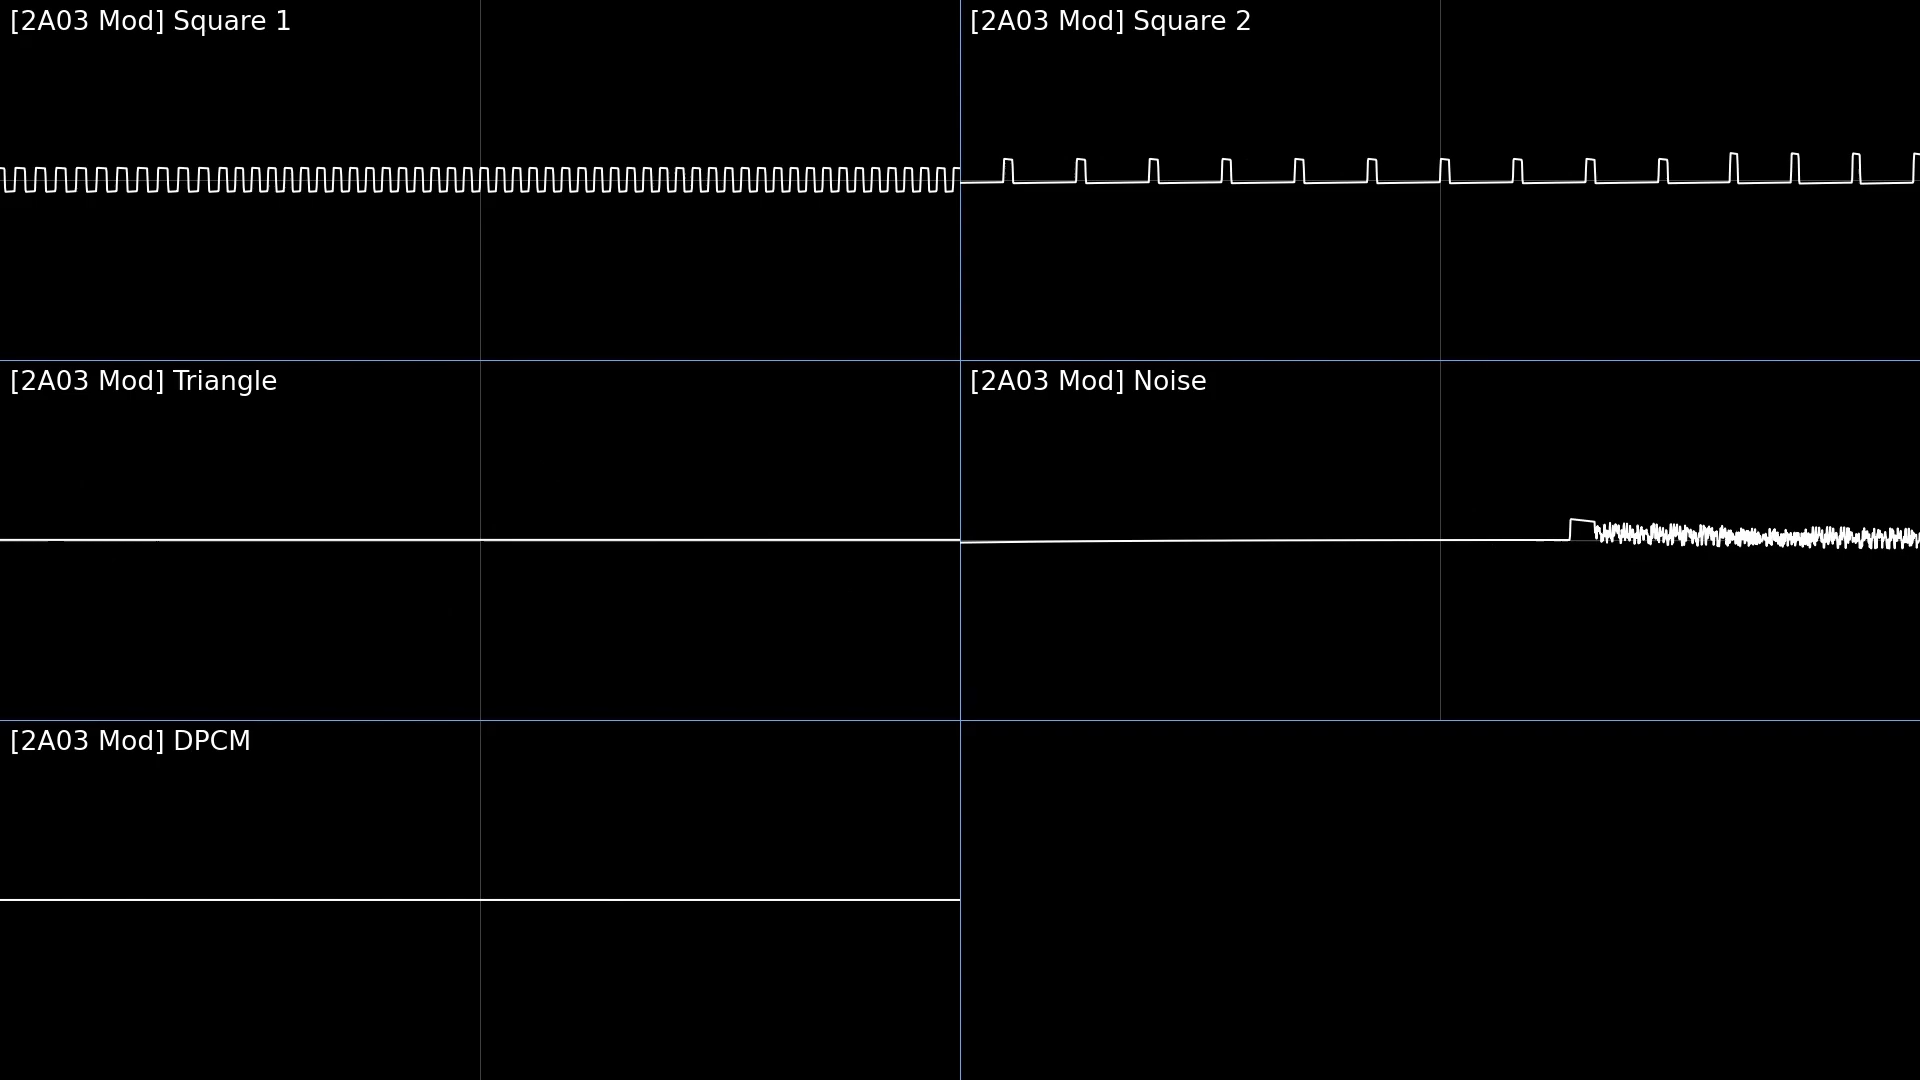 [2A03 Mod] Square 1
[2A03 Mod] Square 2
[2A03 Mod] Triangle
[2A03 Mod] Noise
[2A03 Mod] DPCM